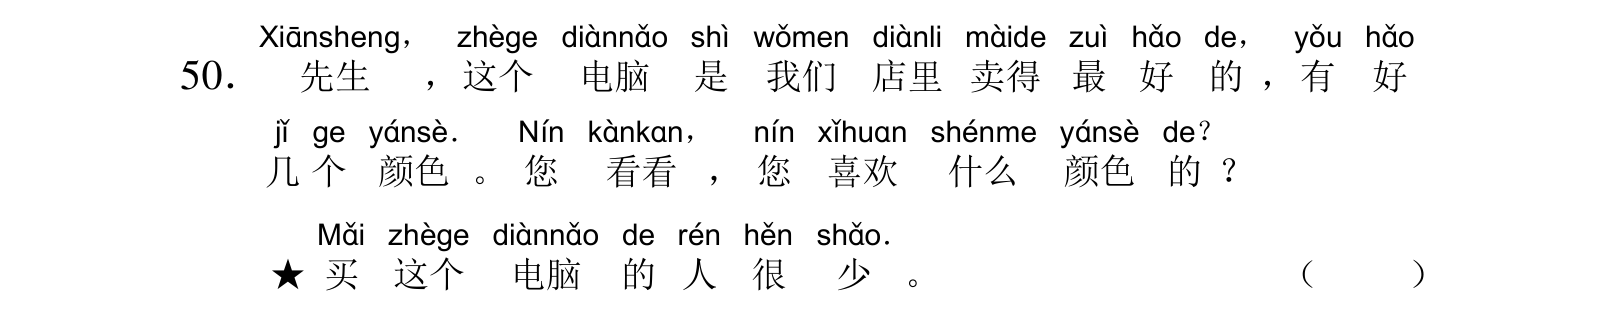 Xiānsheng, zhège diànnǎo shì wǒmen diànli màide zuì hǎo de, yǒu hǎo
50. 先生 ,这个 电脑 是 我们 店里 卖得 最 好 的 ,有 好
jǐ ge yánsè. Nín kànkan, nín xǐhuan shénme yánsè de?
几 个 颜色 。您 看看 ,您 喜欢 什么 颜色 的 ?
Mǎi zhège diànnǎo de rén hěn shǎo.
★ 买 这个 电脑 的 人 很 少 。 ( )